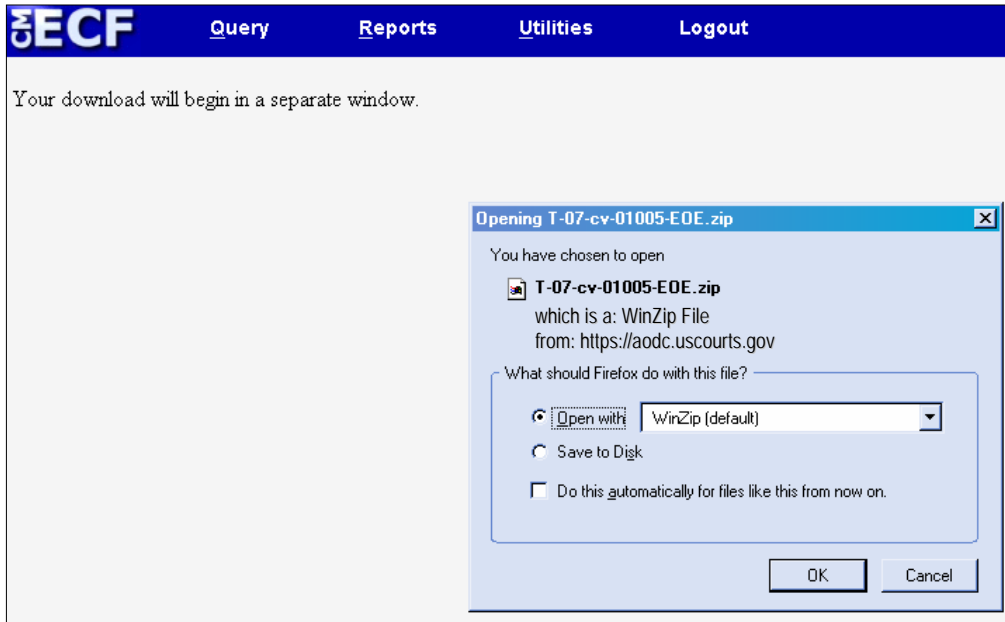 CM ECF Query Reports Utilities Logout
Your download will begin in a separate window.
Opening T-07-cv-01005-EOE.zip
You have chosen to open
T-07-cv-01005-EOE.zip
which is a: WinZip File
from: https://aodc.uscourts.gov
What should Firefox do with this file?
Open with WinZip (default)
Save to Disk
Do this automatically for files like this from now on.
OK Cancel